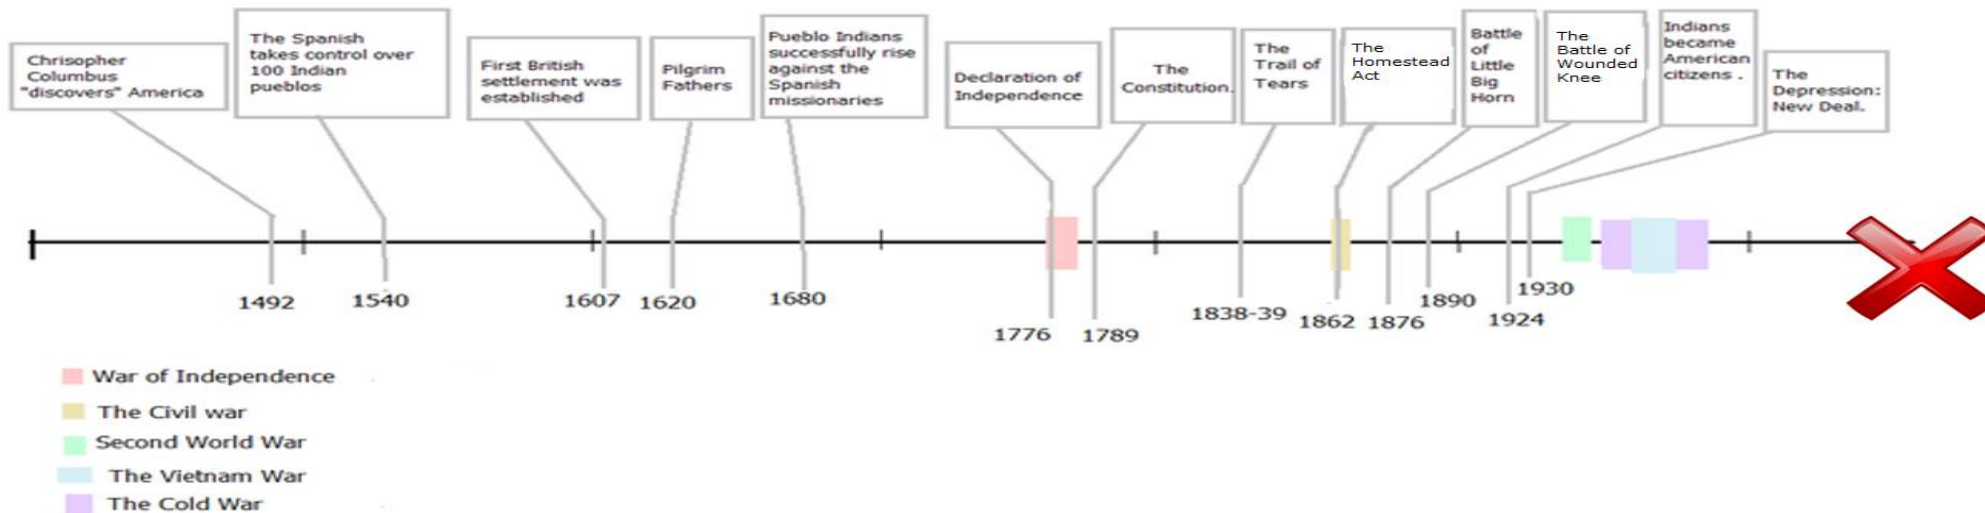 Chrisopher
Columbus
"discovers" America
The Spanish
takes control over
100 Indian
pueblos
First British
settlement was
established
Pilgrim
Fathers
Pueblo Indians
successfully rise
against the
Spanish
missionaries
Declaration of
Independence
The
Constitution.
The
Trail of
Tears
The
Homestead
Act
Battle
of
Little
Big
Horn
The
Battle of
Wounded
Knee
Indians
became
American
citizens .
The
Depression:
New Deal.
1492
1540
1607
1620
1680
1776
1789
1838-39
1862
1876
1890
1924
1930
War of Independence
The Civil war
Second World War
The Vietnam War
The Cold War